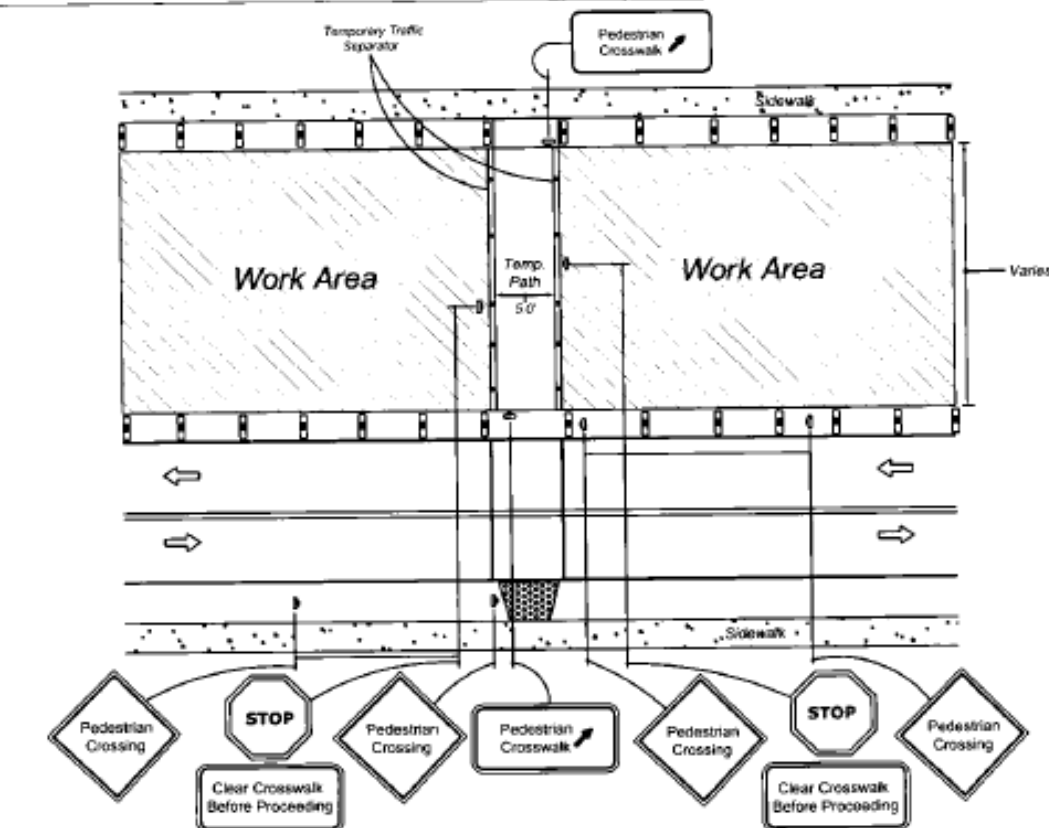 Temporary Traffic
Separator
Pedestrian
Crosswalk
Sidewalk
Work Area
Temp.
Path
5.0'
Work Area
Varies
Sidewalk
Pedestrian
Crossing
STOP
Clear Crosswalk
Before Proceeding
Pedestrian
Crossing
Pedestrian
Crosswalk
Pedestrian
Crossing
STOP
Clear Crosswalk
Before Proceeding
Pedestrian
Crossing